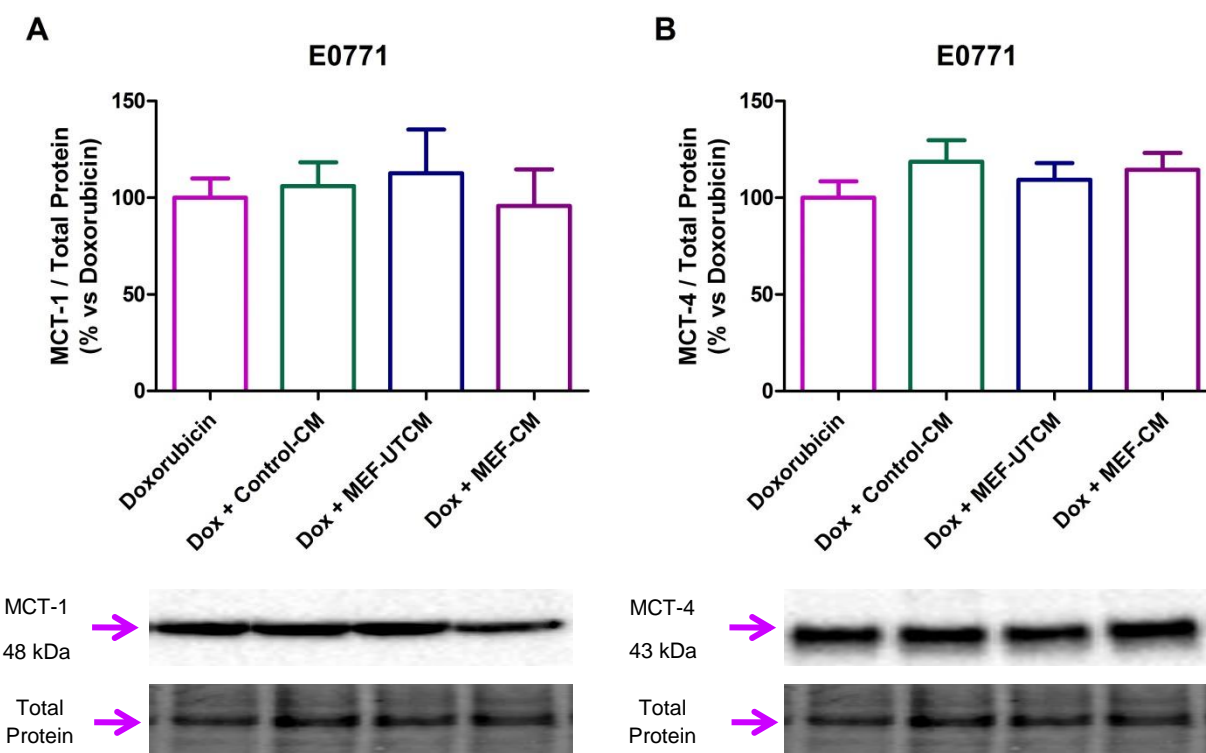 A
E0771
MCT-1 / Total Protein
(% vs Doxorubicin)
150
100
50
0
Doxorubicin
Dox + Control-CM
Dox + MEF-UTCM
Dox + MEF-CM
MCT-1
48 kDa
Total
Protein
B
E0771
MCT-4 / Total Protein
(% vs Doxorubicin)
150
100
50
0
Doxorubicin
Dox + Control-CM
Dox + MEF-UTCM
Dox + MEF-CM
MCT-4
43 kDa
Total
Protein